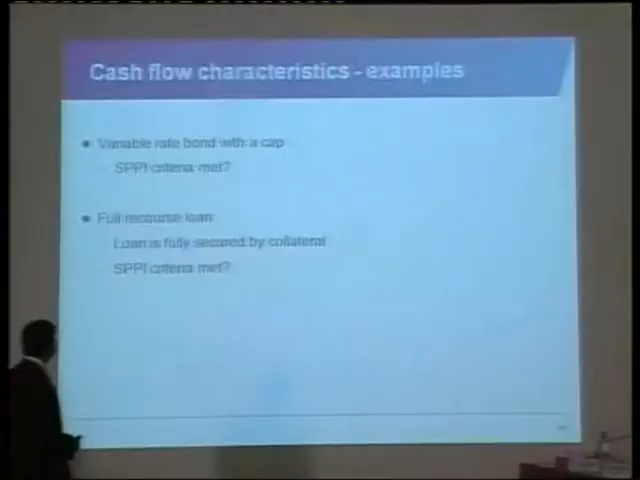 Cash flow characteristics - examples
• Variable rate bond with a cap
- SPPI criteria met?
• Full recourse loan
- Loan is fully secured by collateral
SPPI criteria met?